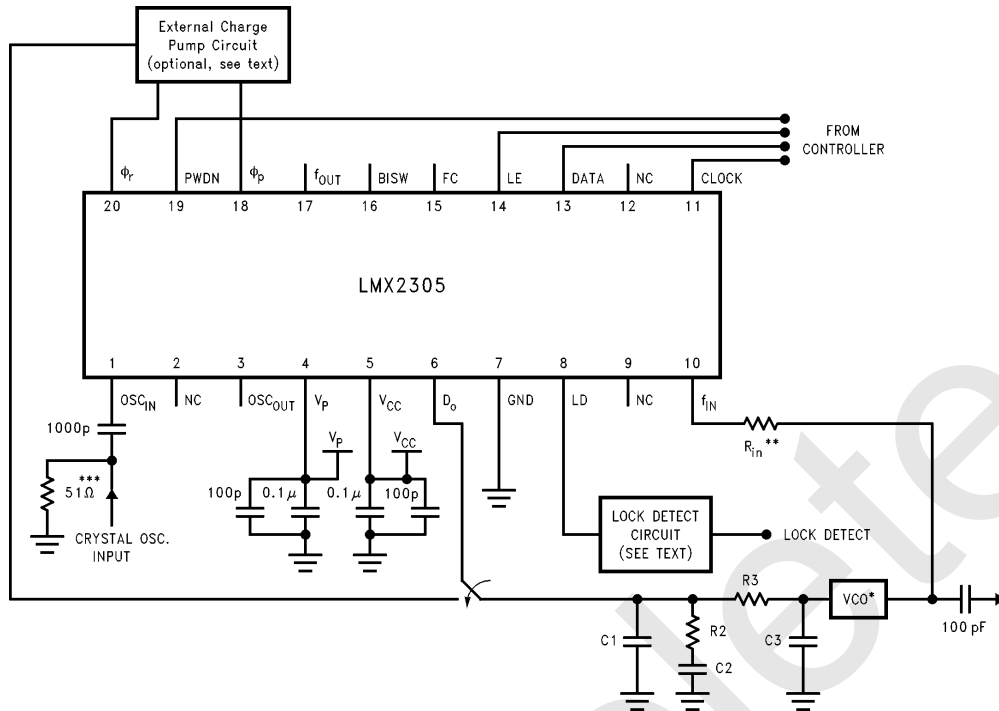 External Charge
Pump Circuit
(optional, see text)
FROM
CONTROLLER
ϕr PWDN ϕp fOUT BISW FC LE DATA NC CLOCK
20 19 18 17 16 15 14 13 12 11
LMX2305
1 2 3 4 5 6 7 8 9 10
OSCIN NC OSCOUT VP VCC Do GND LD NC fIN
1000p
VP VCC
Rin**
***
51Ω
100p 0.1μ 0.1μ 100p
CRYSTAL OSC.
INPUT
LOCK DETECT
CIRCUIT
(SEE TEXT)
LOCK DETECT
R3
VCO*
100 pF
C1
R2
C2
C3
lete